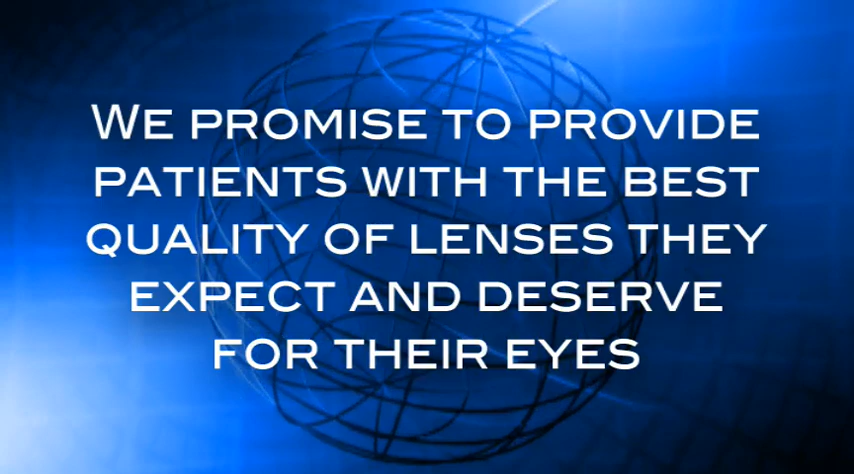 We promise to provide
patients with the best
quality of lenses they
expect and deserve
for their eyes